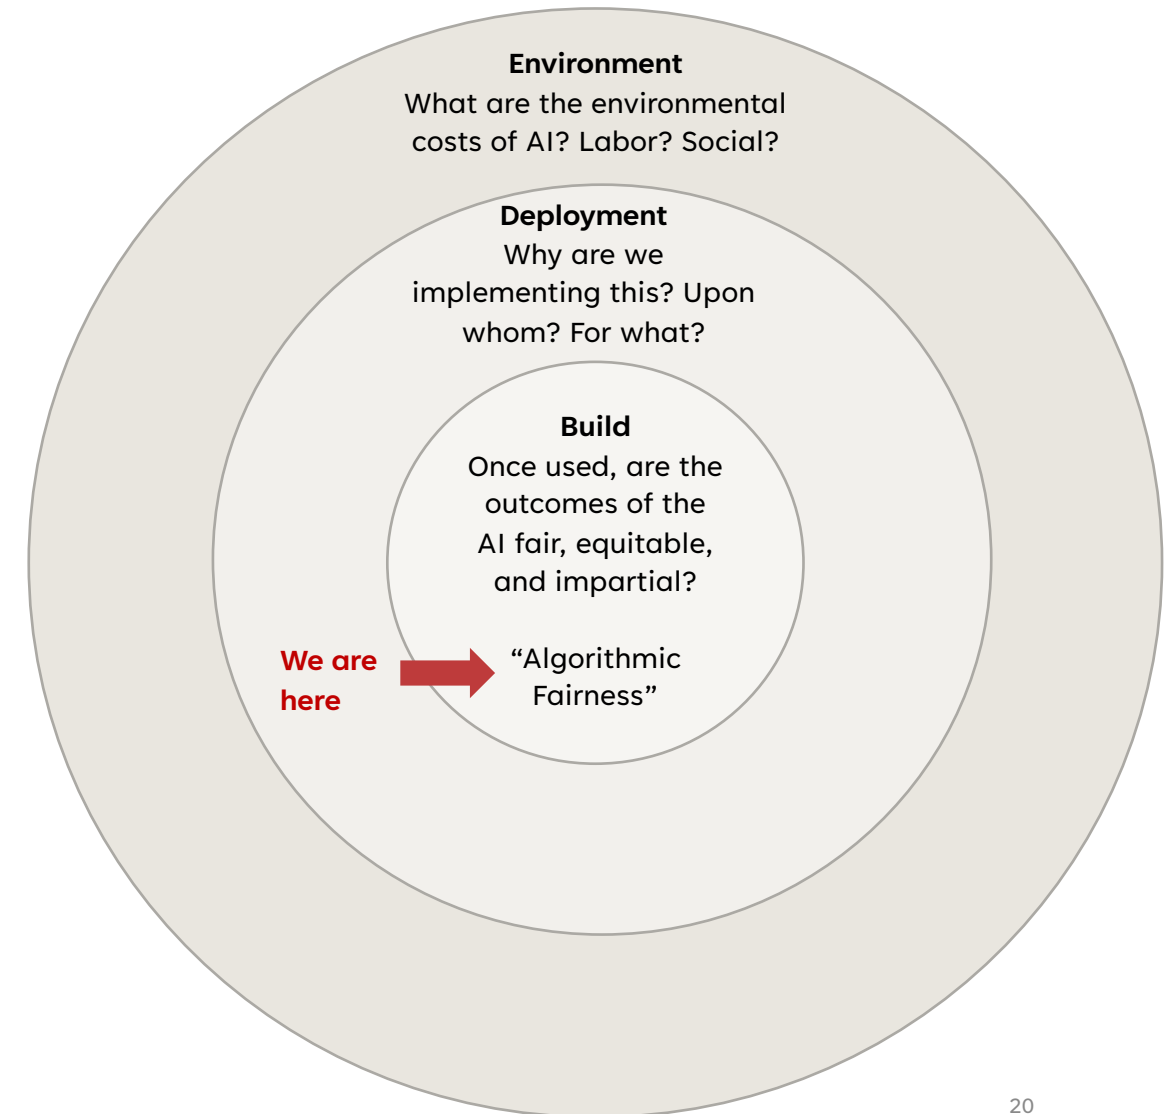 Environment
What are the environmental
costs of AI? Labor? Social?
Deployment
Why are we
implementing this? Upon
whom? For what?
Build
Once used, are the
outcomes of the
AI fair, equitable,
and impartial?
We are
here
“Algorithmic
Fairness”
20